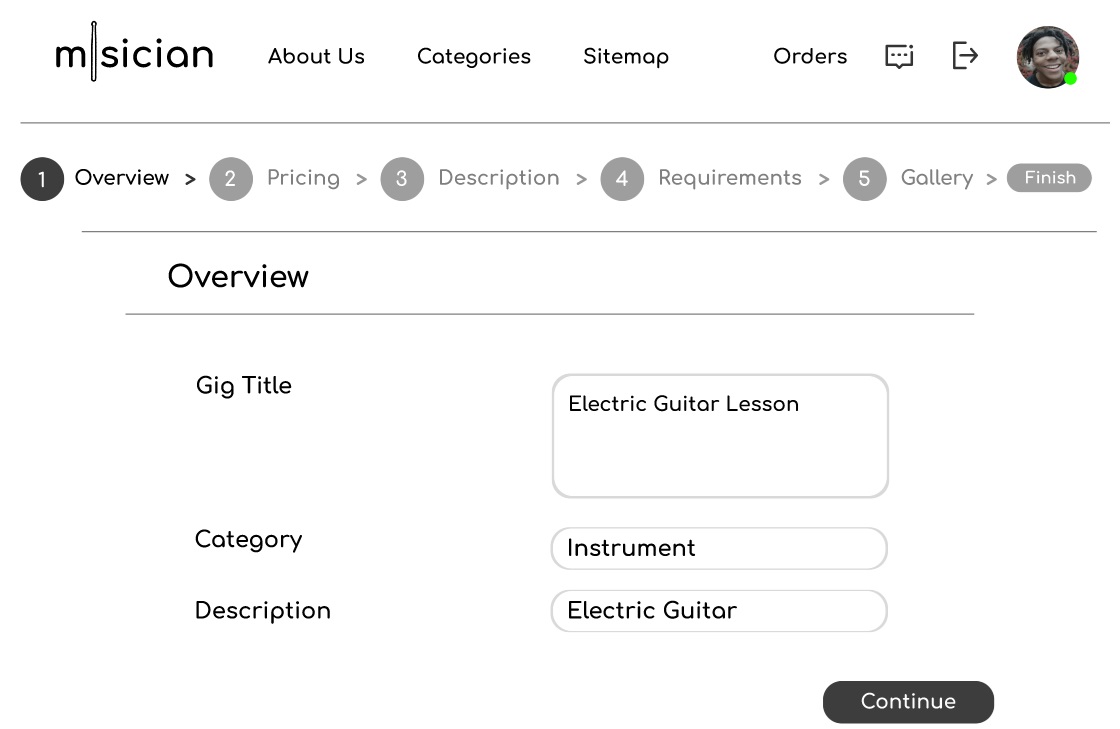 m|sician About Us Categories Sitemap Orders
1 Overview > 2 Pricing > 3 Description > 4 Requirements > 5 Gallery > Finish
Overview
Gig Title
Electric Guitar Lesson
Category Instrument
Description Electric Guitar
Continue